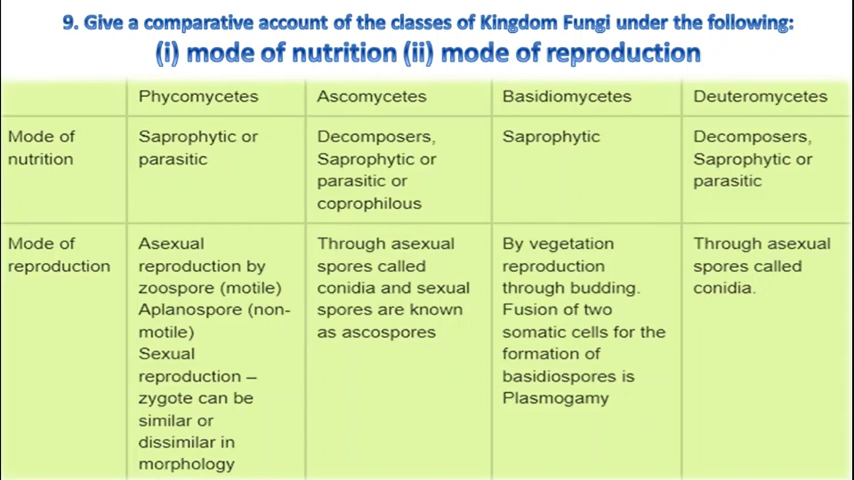 9. Give a comparative account of the classes of Kingdom Fungi under the following:
(i) mode of nutrition (ii) mode of reproduction
Phycomycetes
Ascomycetes
Basidiomycetes
Deuteromycetes
Mode of
nutrition
Saprophytic or
parasitic
Decomposers,
Saprophytic or
parasitic or
coprophilous
Saprophytic
Decomposers,
Saprophytic or
parasitic
Mode of
reproduction
Asexual
reproduction by
zoospore (motile)
Aplanospore (non-
motile)
Sexual
reproduction –
zygote can be
similar or
dissimilar in
morphology
Through asexual
spores called
conidia and sexual
spores are known
as ascospores
By vegetation
reproduction
through budding.
Fusion of two
somatic cells for the
formation of
basidiospores is
Plasmogamy
Through asexual
spores called
conidia.